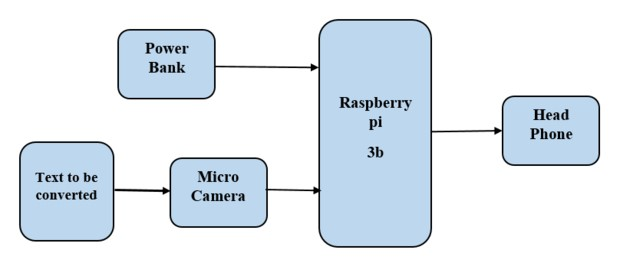 Power
Bank
Raspberry
pi
3b
Head
Phone
Text to be
converted
Micro
Camera